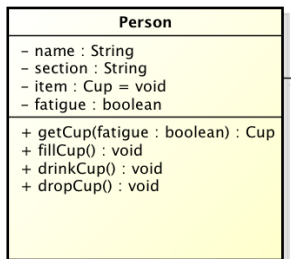 Person
- name : String
- section : String
- item : Cup = void
- fatigue : boolean
+ getCup(fatigue : boolean) : Cup
+ fillCup() : void
+ drinkCup() : void
+ dropCup() : void